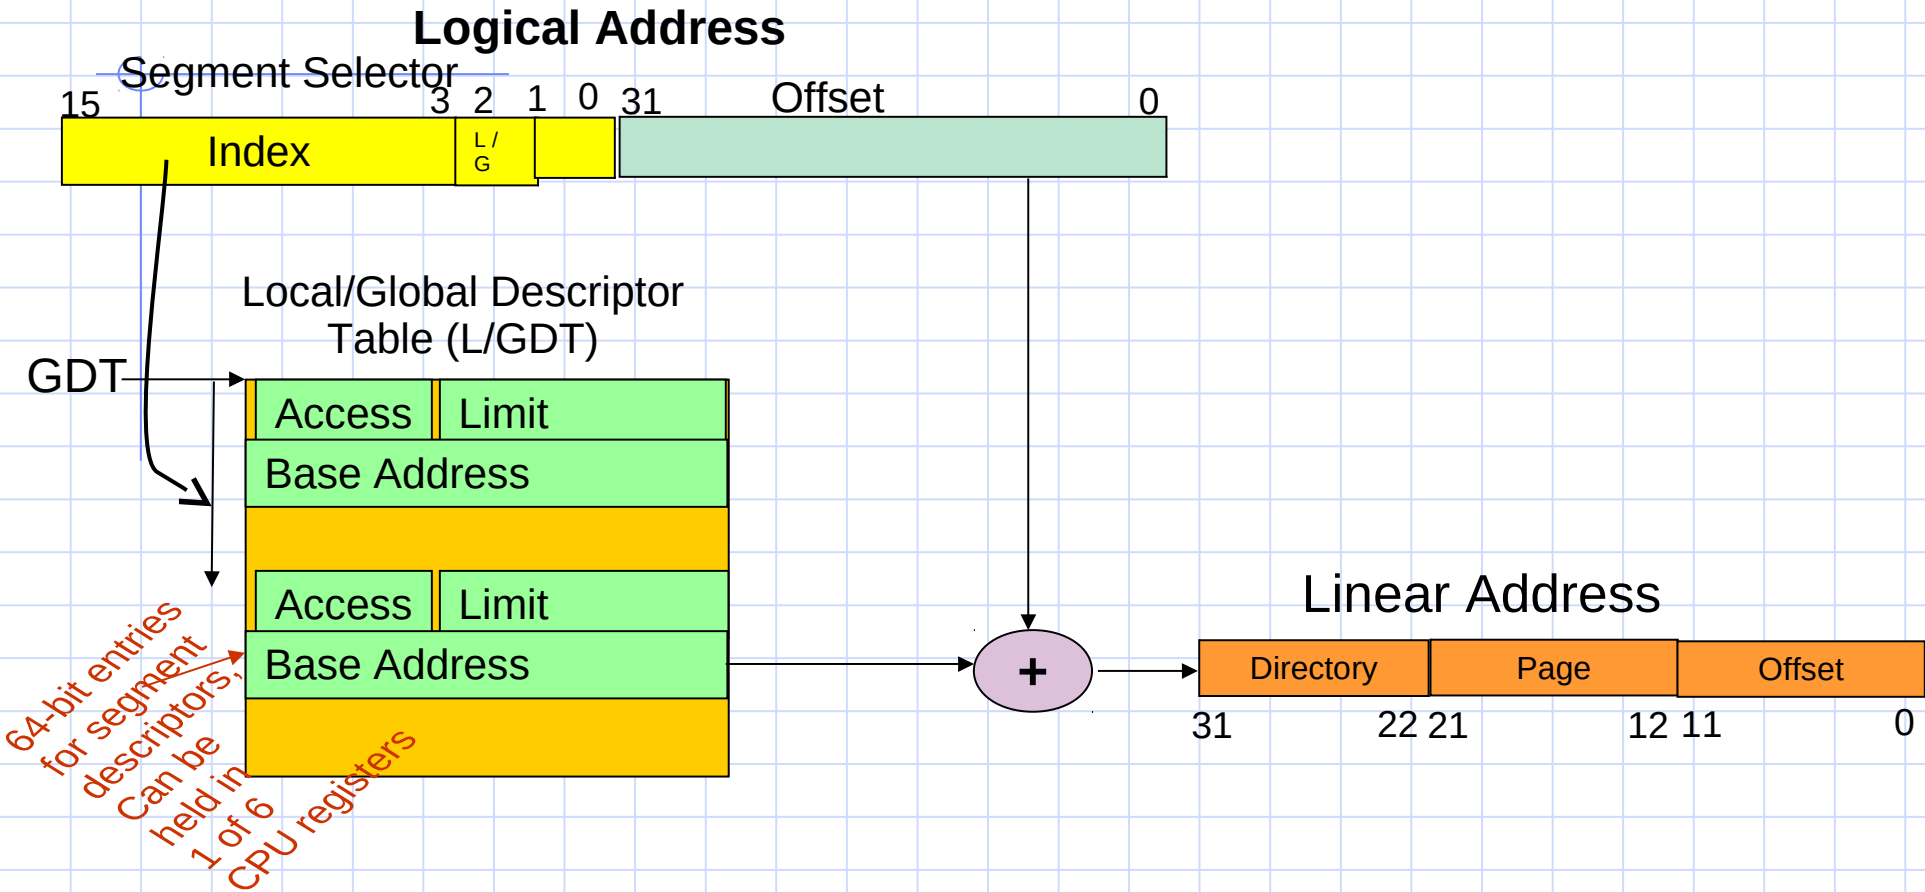 Logical Address
Segment Selector
15
3 2 1 0 31 Offset 0
Index
L /
G
Local/Global Descriptor
Table (L/GDT)
GDT
Access Limit
Base Address
Access Limit
Base Address
+
Linear Address
Directory Page Offset
31 22 21 12 11 0
64-bit entries
for segment
descriptors,
Can be
held in
1 of 6
CPU registers